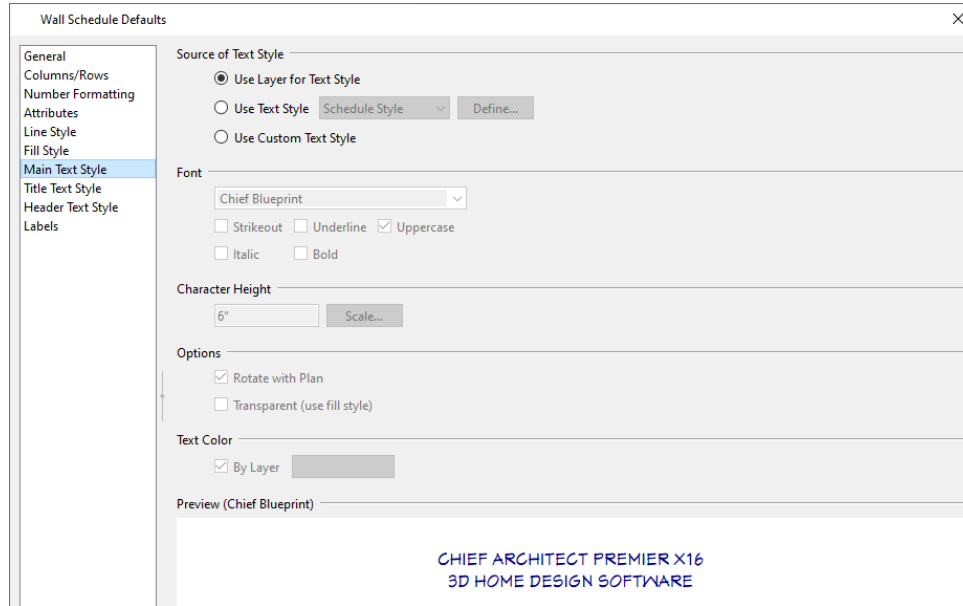 Wall Schedule Defaults
General
Columns/Rows
Number Formatting
Attributes
Line Style
Fill Style
Main Text Style
Title Text Style
Header Text Style
Labels
Source of Text Style
Use Layer for Text Style
Use Text Style Schedule Style Define...
Use Custom Text Style
Font
Chief Blueprint
Strikeout Underline Uppercase
Italic Bold
Character Height
6" Scale...
Options
Rotate with Plan
Transparent (use fill style)
Text Color
By Layer
Preview (Chief Blueprint)
CHIEF ARCHITECT PREMIER X16
3D HOME DESIGN SOFTWARE